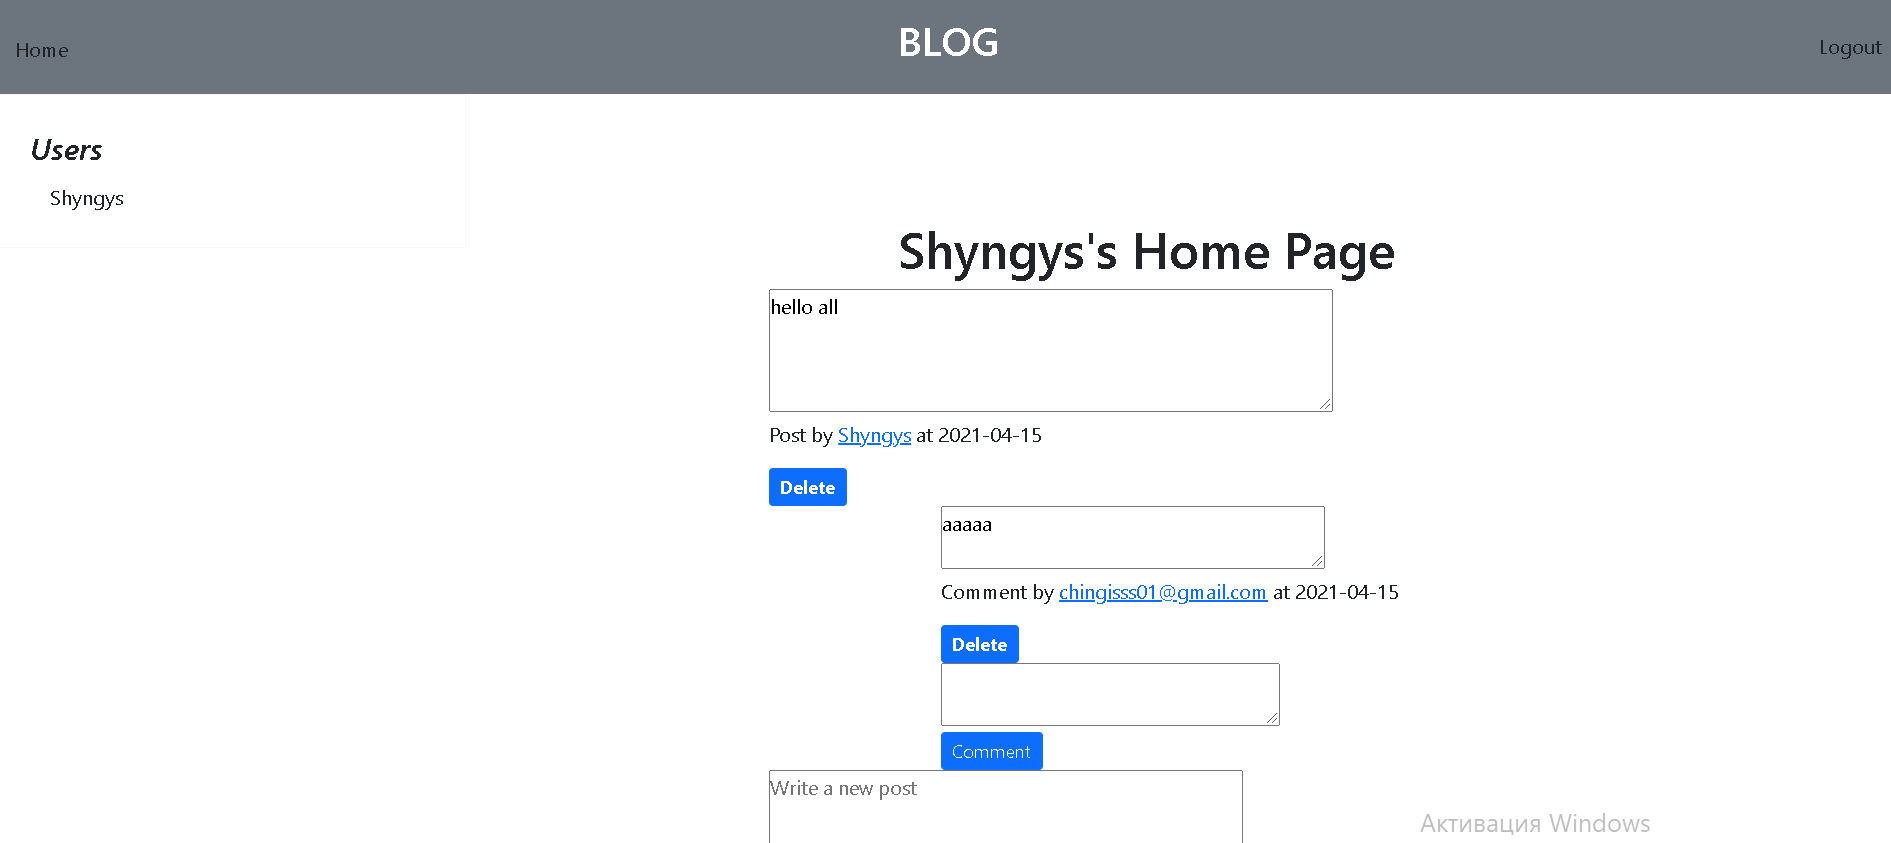 Home
BLOG
Logout
Users
Shyngys
Shyngys's Home Page
hello all
Post by Shyngys at 2021-04-15
Delete
aaaaa
Comment by chingisss01@gmail.com at 2021-04-15
Delete
Comment
Write a new post
Активация Windows